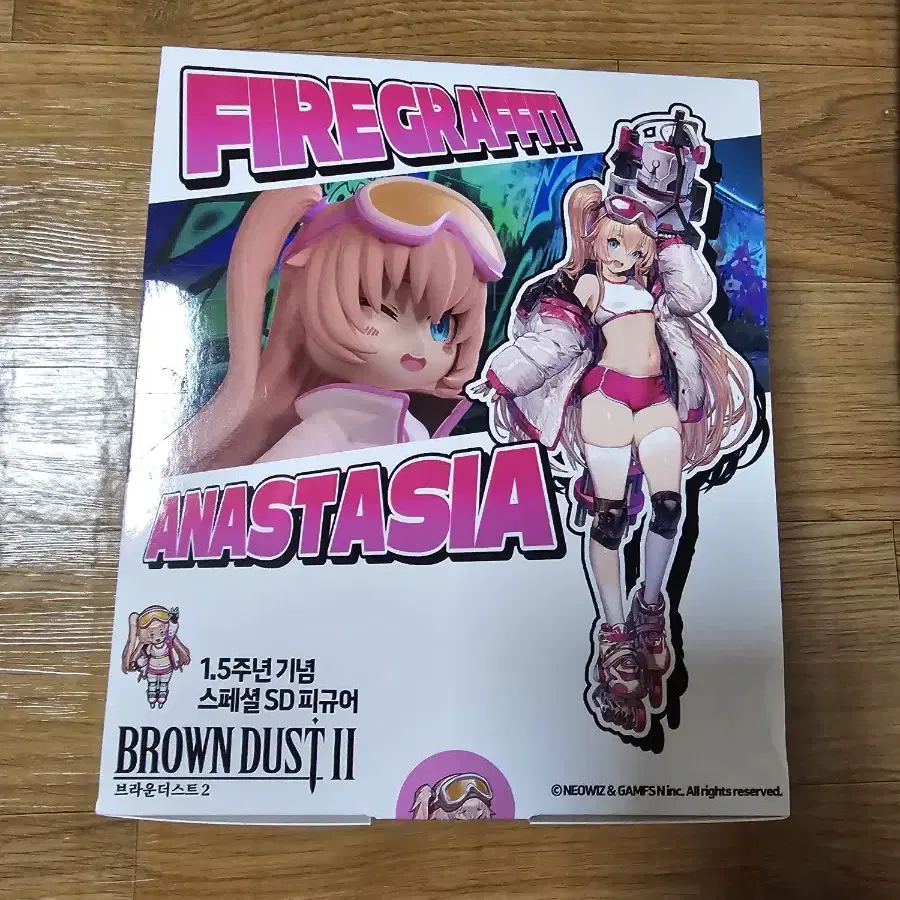 FIREGRAFFITI
ANASTASIA
1.5주년 기념
스페셜 SD 피규어
BROWN DUST II
브라운더스트 2
© NEOWIZ & GAMFS N inc. All rights reserved.